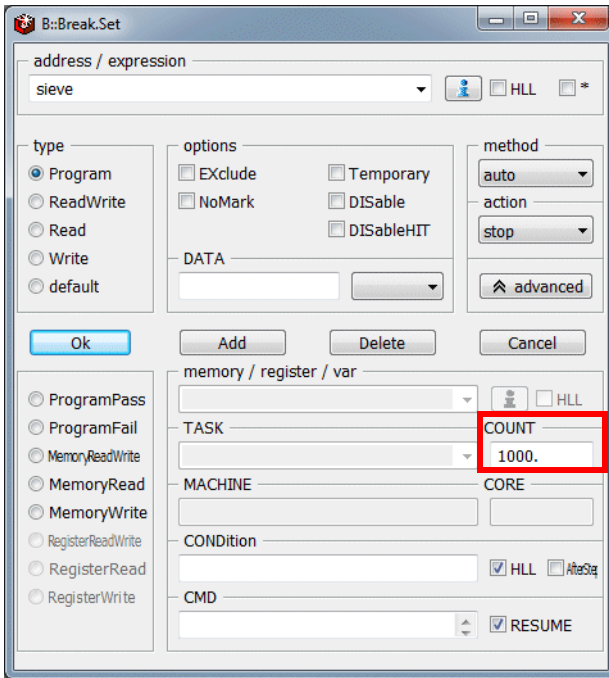 B::Break.Set
address / expression
sieve
i HLL *
type
Program
ReadWrite
Read
Write
default
options
EXclude Temporary
NoMark DISable
DISableHIT
DATA
method
auto
action
stop
advanced
Ok Add Delete Cancel
ProgramPass
ProgramFail
MemoryReadWrite
MemoryRead
MemoryWrite
RegisterReadWrite
RegisterRead
RegisterWrite
memory / register / var
i HLL
TASK
COUNT
1000.
MACHINE
CORE
CONDition
HLL AfterStep
CMD
RESUME